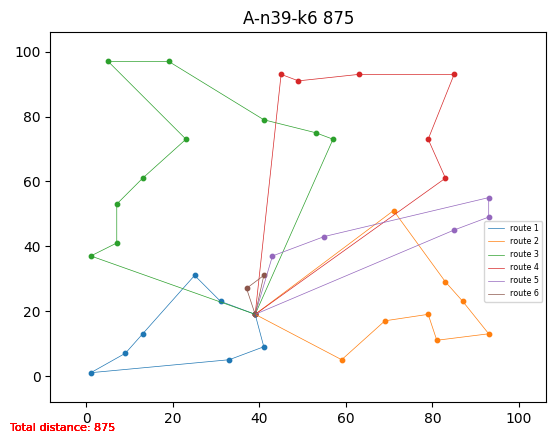 A-n39-k6 875
100
80
60
40
20
0
route 1
route 2
route 3
route 4
route 5
route 6
0 20 40 60 80 100
Total distance: 875